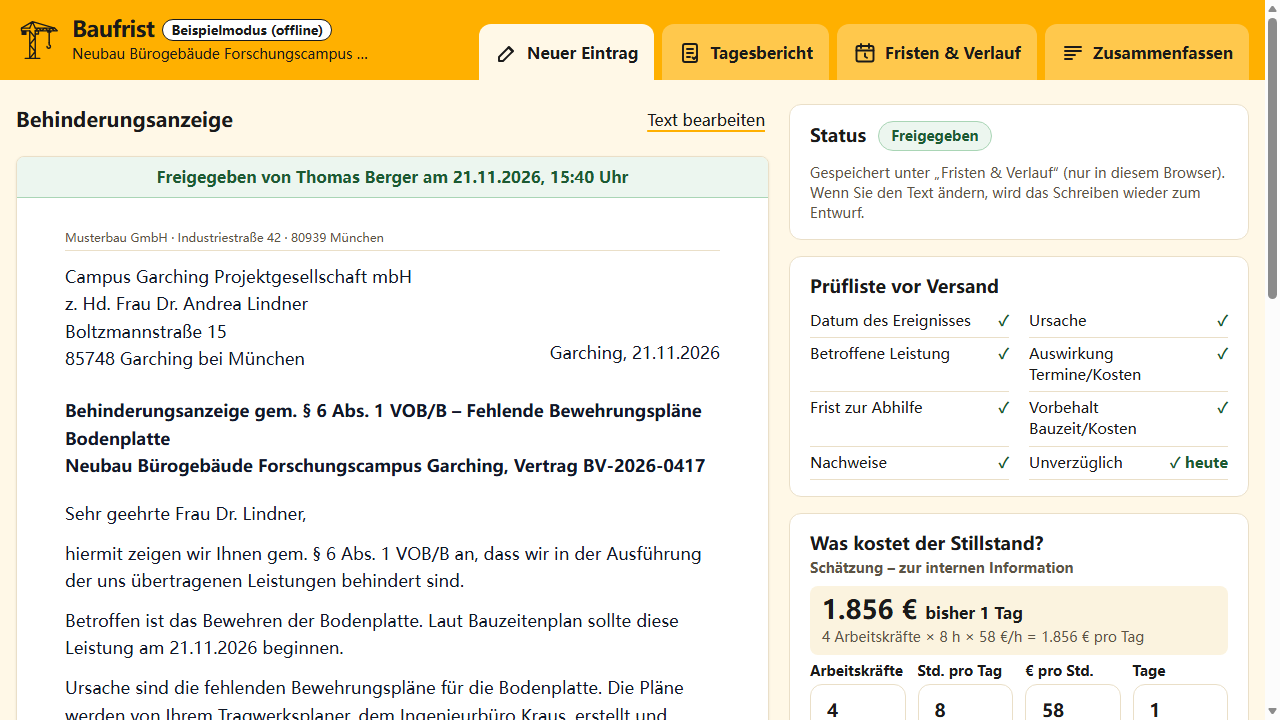 Baufrist Beispielmodus (offline)
Neubau Bürogebäude Forschungscampus ...
Neuer Eintrag
Tagesbericht
Fristen & Verlauf
Zusammenfassen
Behinderungsanzeige
Text bearbeiten
Freigegeben von Thomas Berger am 21.11.2026, 15:40 Uhr
Musterbau GmbH · Industriestraße 42 · 80939 München
Campus Garching Projektgesellschaft mbH
z. Hd. Frau Dr. Andrea Lindner
Boltzmannstraße 15
85748 Garching bei München
Garching, 21.11.2026
Behinderungsanzeige gem. § 6 Abs. 1 VOB/B – Fehlende Bewehrungspläne
Bodenplatte
Neubau Bürogebäude Forschungscampus Garching, Vertrag BV-2026-0417
Sehr geehrte Frau Dr. Lindner,
hiermit zeigen wir Ihnen gem. § 6 Abs. 1 VOB/B an, dass wir in der Ausführung
der uns übertragenen Leistungen behindert sind.
Betroffen ist das Bewehren der Bodenplatte. Laut Bauzeitenplan sollte diese
Leistung am 21.11.2026 beginnen.
Ursache sind die fehlenden Bewehrungspläne für die Bodenplatte. Die Pläne
werden von Ihrem Tragwerksplaner, dem Ingenieurbüro Kraus, erstellt und
Status Freigegeben
Gespeichert unter „Fristen & Verlauf“ (nur in diesem Browser).
Wenn Sie den Text ändern, wird das Schreiben wieder zum
Entwurf.
Prüfliste vor Versand
Datum des Ereignisses ✓
Ursache ✓
Betroffene Leistung ✓
Auswirkung ✓
Termine/Kosten
Frist zur Abhilfe ✓
Vorbehalt ✓
Bauzeit/Kosten
Nachweise ✓
Unverzüglich ✓ heute
Was kostet der Stillstand?
Schätzung – zur internen Information
1.856 € bisher 1 Tag
4 Arbeitskräfte × 8 h × 58 €/h = 1.856 € pro Tag
Arbeitskräfte Std. pro Tag € pro Std. Tage
4 8 58 1